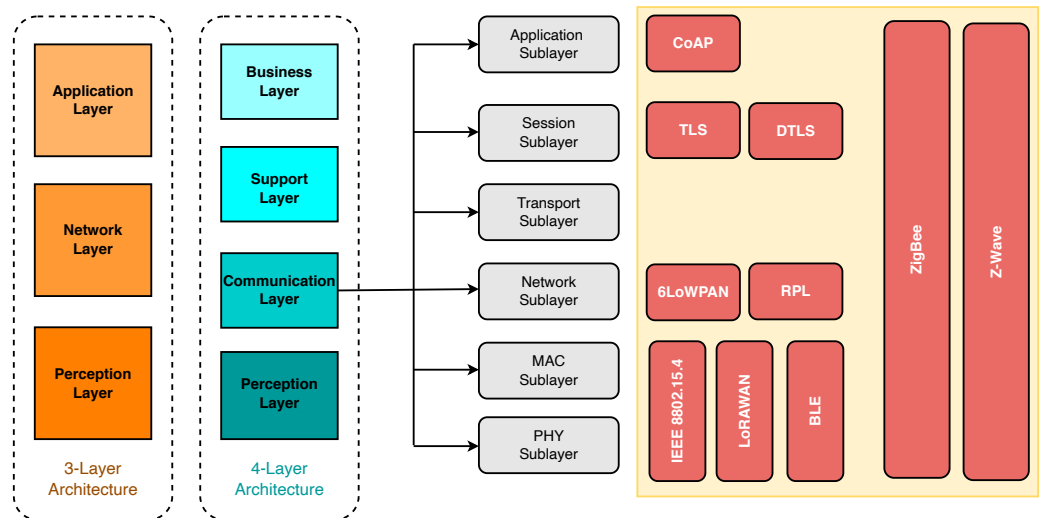 Application
Layer
Network
Layer
Perception
Layer
3-Layer
Architecture
Business
Layer
Support
Layer
Communication
Layer
Perception
Layer
4-Layer
Architecture
Application
Sublayer
Session
Sublayer
Transport
Sublayer
Network
Sublayer
MAC
Sublayer
PHY
Sublayer
CoAP
TLS
DTLS
6LoWPAN
RPL
IEEE 8802.15.4
LoRAWAN
BLE
ZigBee
Z-Wave